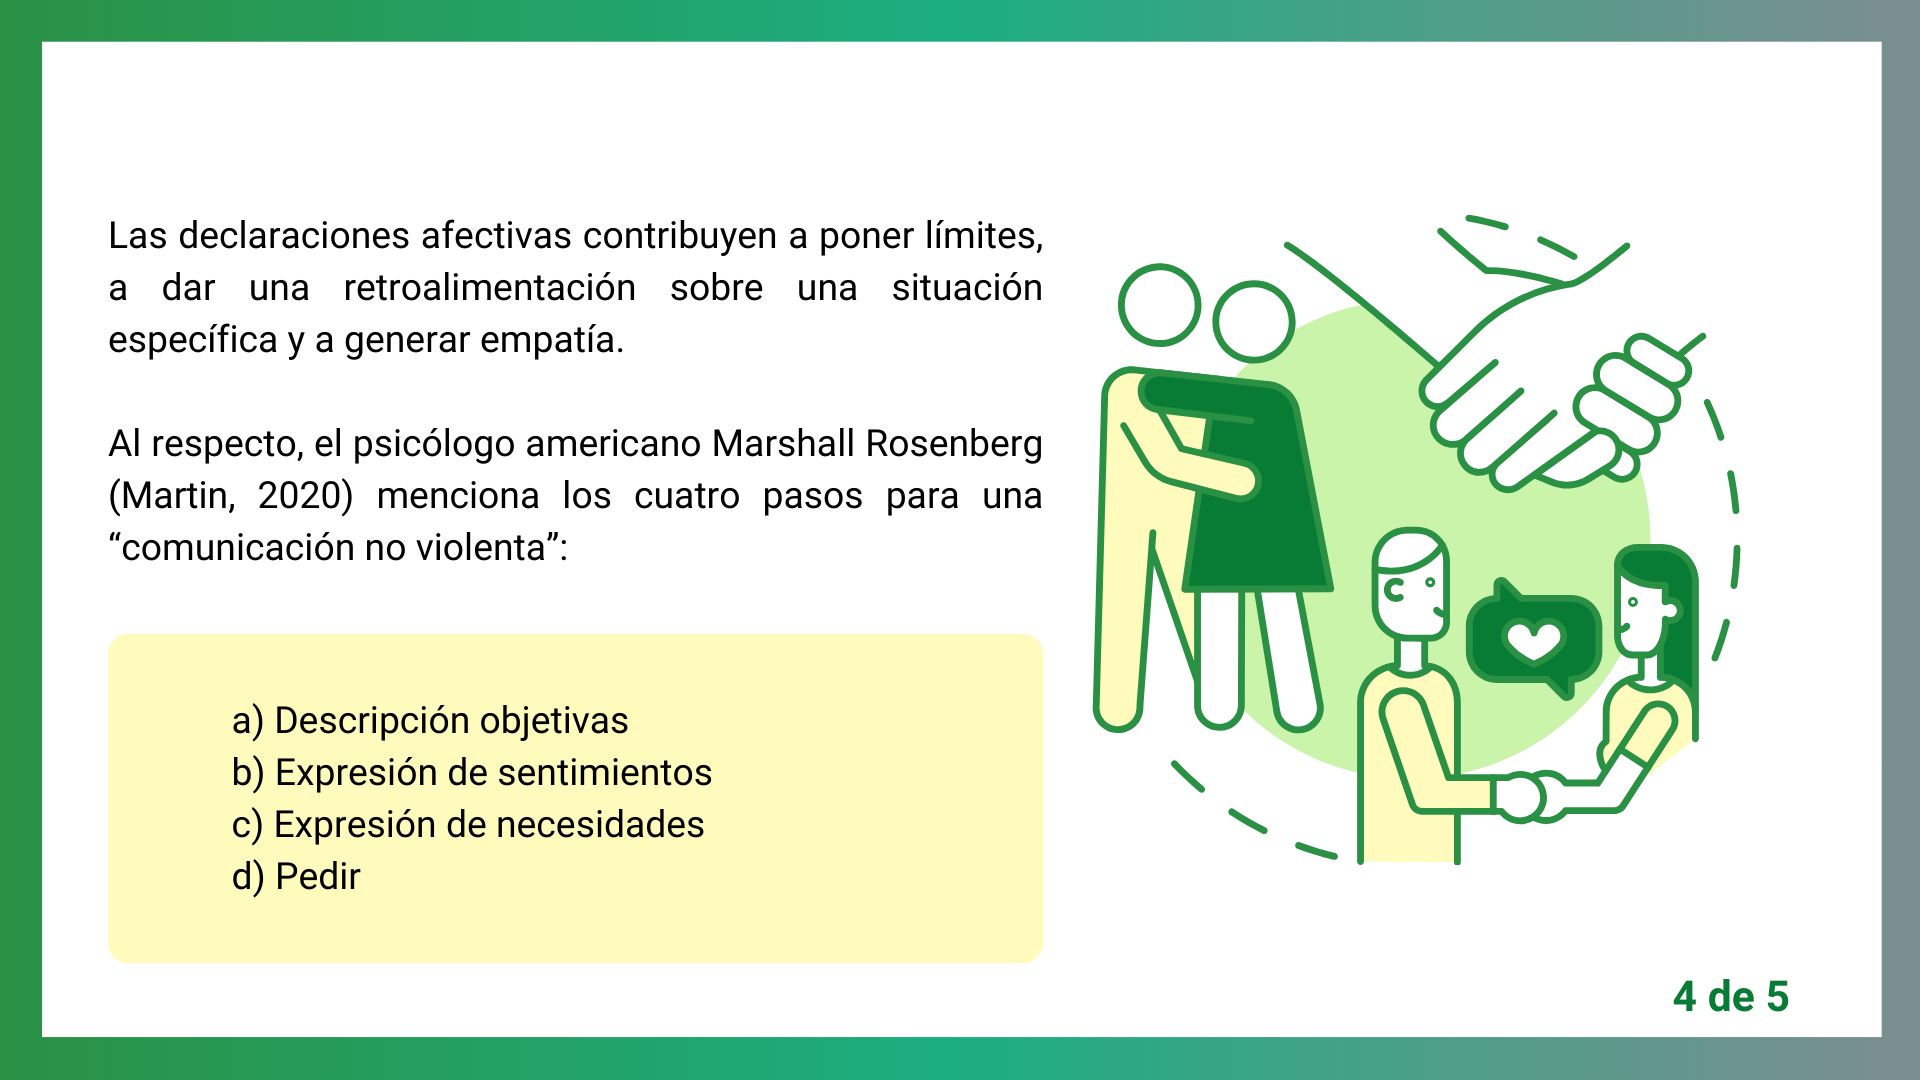 Las declaraciones afectivas contribuyen a poner límites,
a dar una retroalimentación sobre una situación
específica y a generar empatía.
Al respecto, el psicólogo americano Marshall Rosenberg
(Martin, 2020) menciona los cuatro pasos para una
“comunicación no violenta”:
a) Descripción objetivas
b) Expresión de sentimientos
c) Expresión de necesidades
d) Pedir
4 de 5